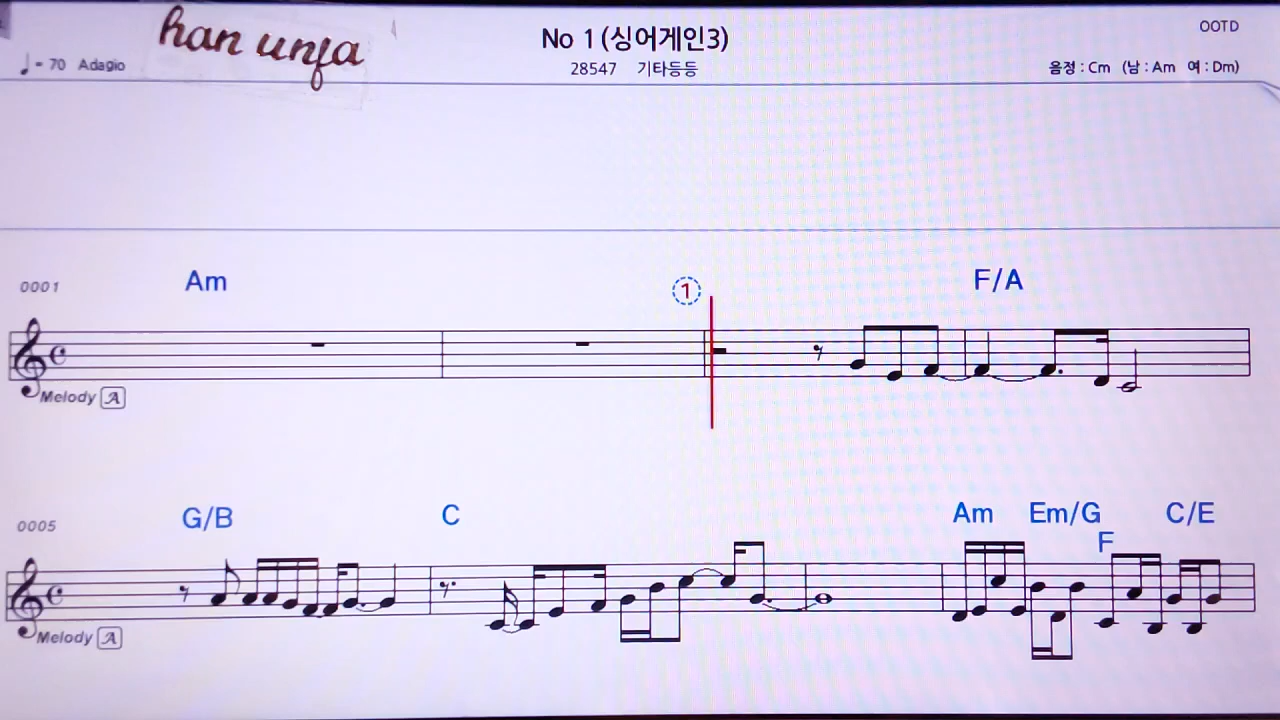 han unfa
No 1 (싱어게인3)
OOTD
♩= 70 Adagio
28547 기타등등
음정 : Cm (남 : Am 여 : Dm)
0001 Am ① F/A
Melody A
0005 G/B C Am Em/G F C/E
Melody A